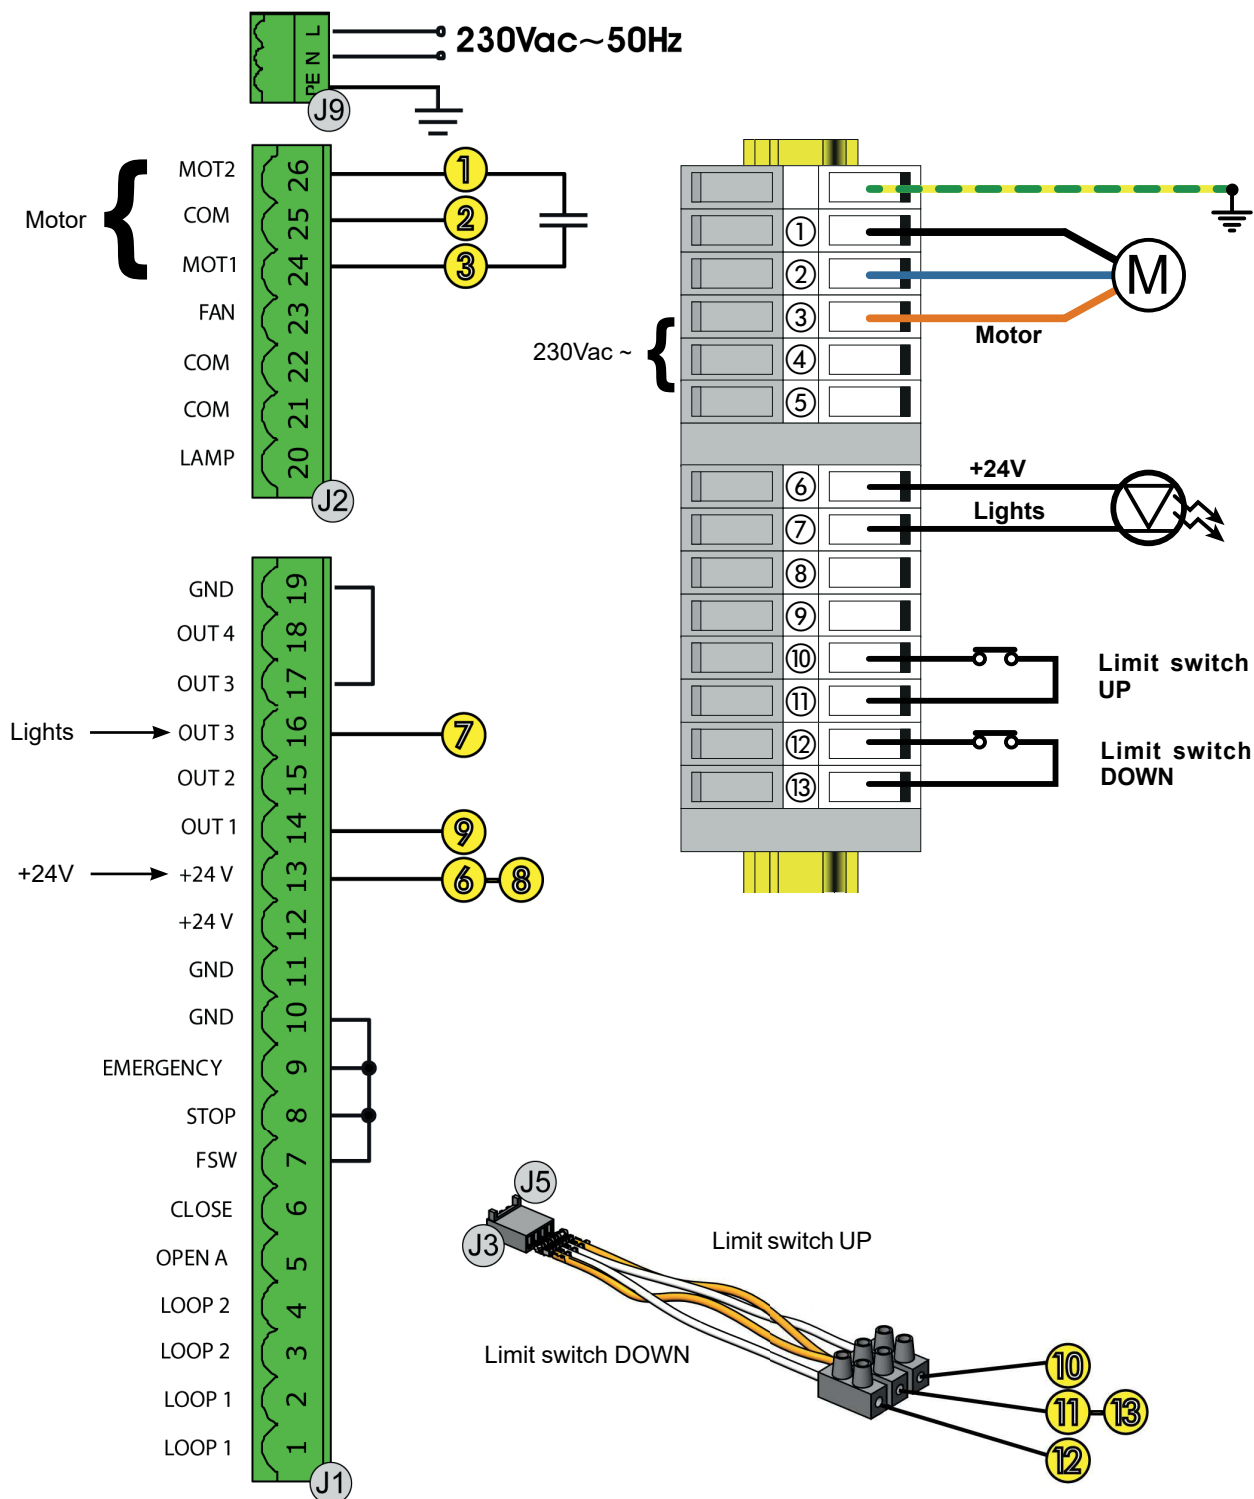 L
N
PE
230Vac~50Hz
J9
Motor
MOT2 26 1
COM 25 2
MOT1 24 3
FAN 23
COM 22
COM 21
LAMP 20
J2
GND 19
OUT 4 18
OUT 3 17
Lights OUT 3 16 7
OUT 2 15
OUT 1 14 9
+24V +24 V 13 6 8
+24 V 12
GND 11
GND 10
EMERGENCY 9
STOP 8
FSW 7
CLOSE 6
OPEN A 5
LOOP 2 4
LOOP 2 3
LOOP 1 2
LOOP 1 1
J1
1
2
3
4
5
M
Motor
230Vac ~
6
7
8
9
10
11
12
13
+24V
Lights
Limit switch
UP
Limit switch
DOWN
J5
J3
Limit switch UP
Limit switch DOWN
10
11 13
12